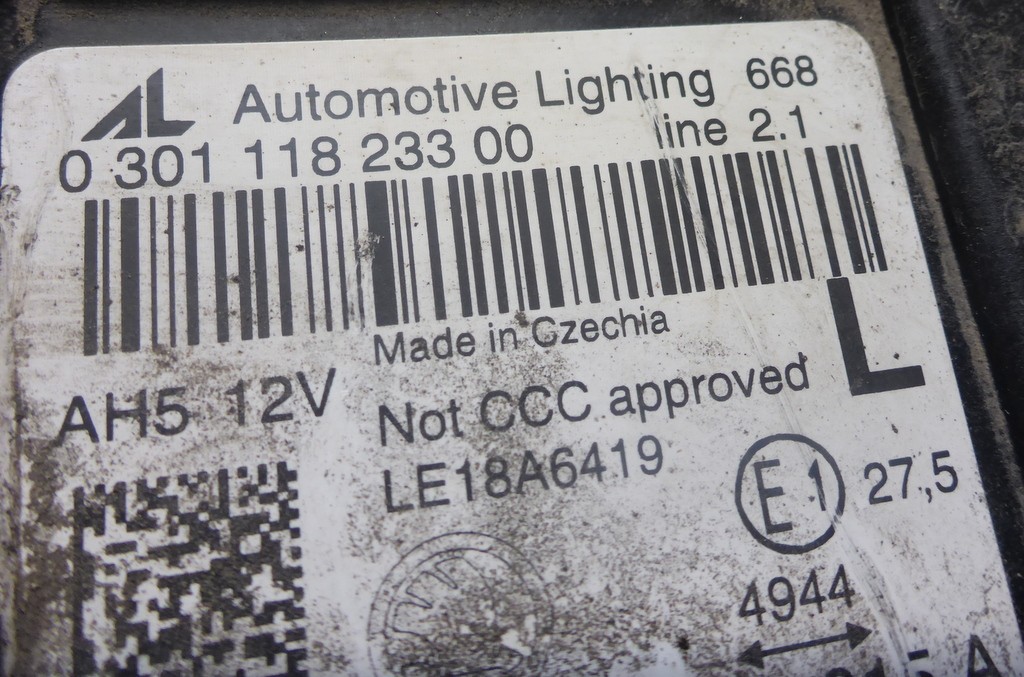 AL Automotive Lighting 668
0 301 118 233 00 line 2.1
Made in Czechia
L
AH5 12V Not CCC approved
LE18A6419
E1 27,5
4944